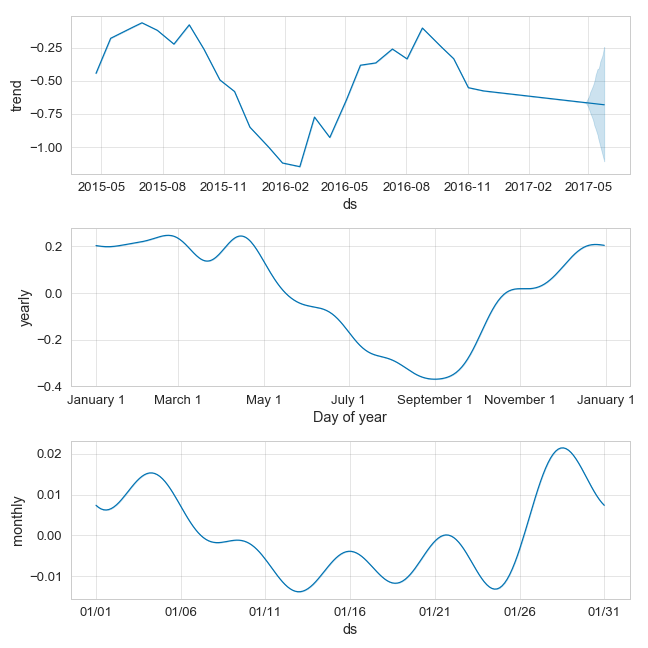 −0.25
−0.50
−0.75
−1.00
trend
2015-05 2015-08 2015-11 2016-02 2016-05 2016-08 2016-11 2017-02 2017-05
ds
0.2
0.0
−0.2
−0.4
yearly
January 1 March 1 May 1 July 1 September 1 November 1 January 1
Day of year
0.02
0.01
0.00
−0.01
monthly
01/01 01/06 01/11 01/16 01/21 01/26 01/31
ds